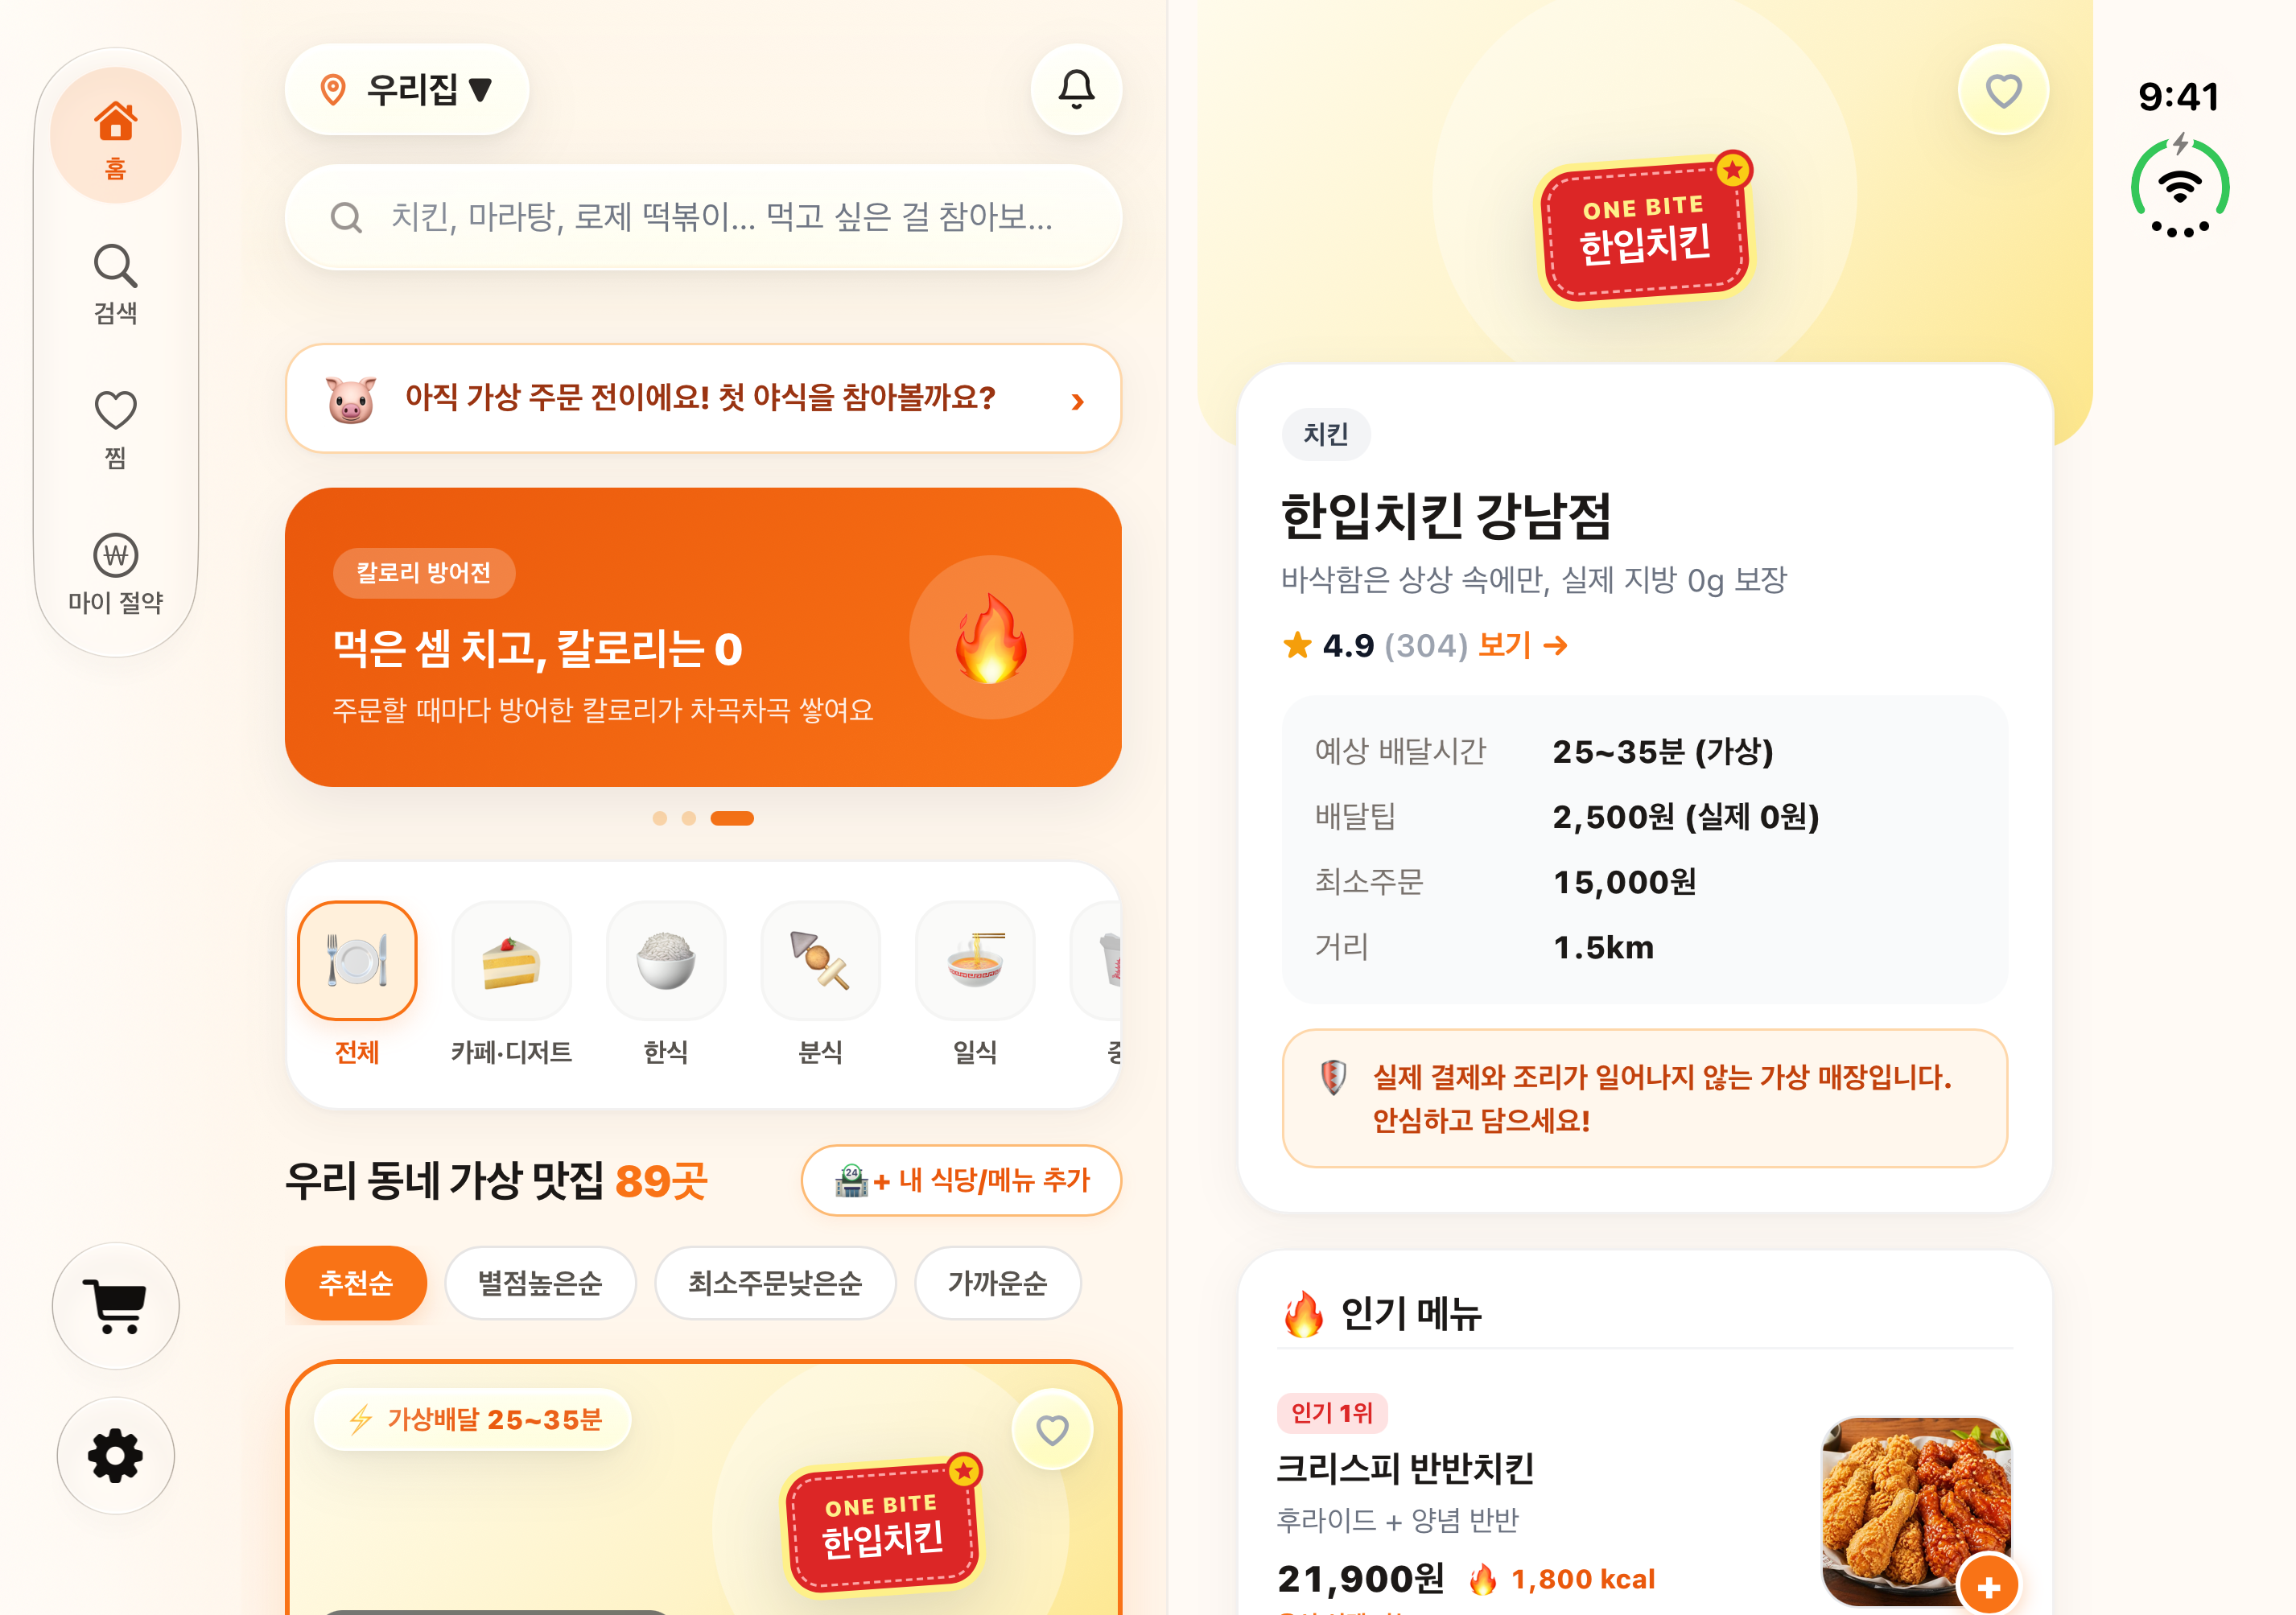 홈
검색
찜
마이 절약
우리집 ▼
치킨, 마라탕, 로제 떡볶이... 먹고 싶은 걸 참아보...
아직 가상 주문 전이에요! 첫 야식을 참아볼까요? ›
칼로리 방어전
먹은 셈 치고, 칼로리는 0
주문할 때마다 방어한 칼로리가 차곡차곡 쌓여요
전체
카페·디저트
한식
분식
일식
우리 동네 가상 맛집 89곳
24
+ 내 식당/메뉴 추가
추천순
별점높은순
최소주문낮은순
가까운순
가상배달 25~35분
ONE BITE
한입치킨
ONE BITE
한입치킨
치킨
한입치킨 강남점
바삭함은 상상 속에만, 실제 지방 0g 보장
4.9 (304) 보기 →
예상 배달시간 25~35분 (가상)
배달팁 2,500원 (실제 0원)
최소주문 15,000원
거리 1.5km
실제 결제와 조리가 일어나지 않는 가상 매장입니다.
안심하고 담으세요!
인기 메뉴
인기 1위
크리스피 반반치킨
후라이드 + 양념 반반
21,900원 1,800 kcal
+
9:41